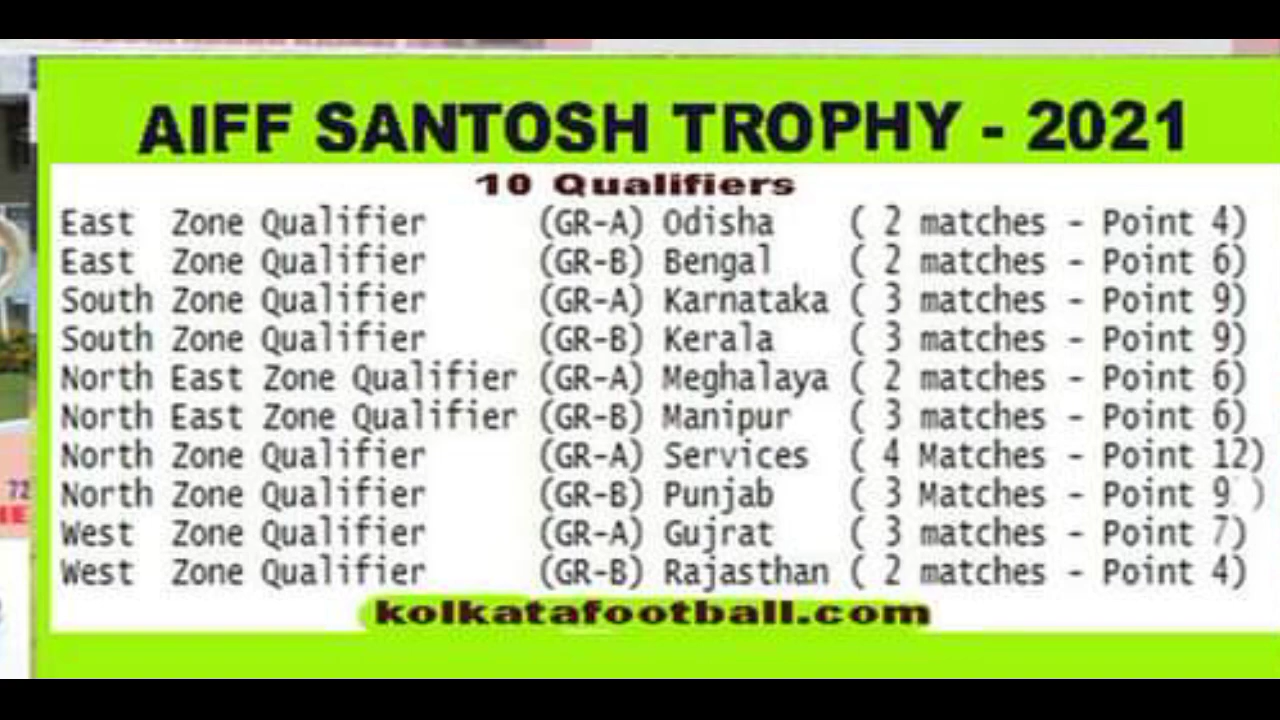 AIFF SANTOSH TROPHY - 2021
10 Qualifiers
East Zone Qualifier (GR-A) Odisha ( 2 matches - Point 4)
East Zone Qualifier (GR-B) Bengal ( 2 matches - Point 6)
South Zone Qualifier (GR-A) Karnataka ( 3 matches - Point 9)
South Zone Qualifier (GR-B) Kerala ( 3 matches - Point 9)
North East Zone Qualifier (GR-A) Meghalaya ( 2 matches - Point 6)
North East Zone Qualifier (GR-B) Manipur ( 3 matches - Point 6)
North Zone Qualifier (GR-A) Services ( 4 Matches - Point 12)
North Zone Qualifier (GR-B) Punjab ( 3 Matches - Point 9 )
West Zone Qualifier (GR-A) Gujrat ( 3 matches - Point 7)
West Zone Qualifier (GR-B) Rajasthan ( 2 matches - Point 4)
kolkatafootball.com
72